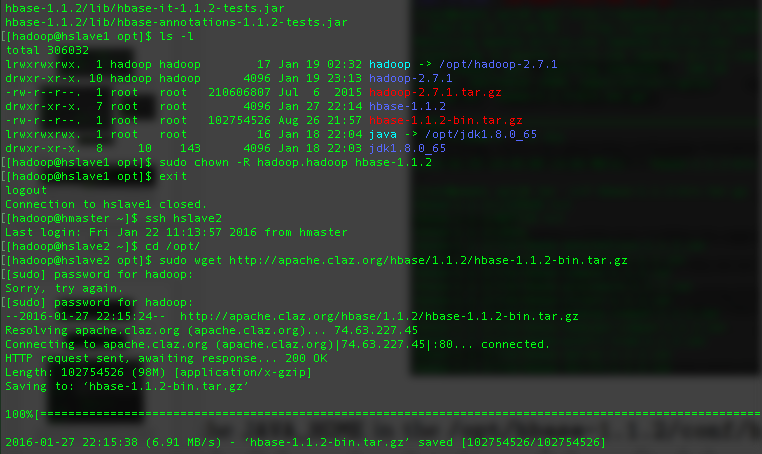 hbase-1.1.2/lib/hbase-it-1.1.2-tests.jar
hbase-1.1.2/lib/hbase-annotations-1.1.2-tests.jar
[[hadoop@hslave1 opt]$ ls -l
total 306032
lrwxrwxrwx.  1 hadoop hadoop        17 Jan 19 02:32 hadoop -> /opt/hadoop-2.7.1
drwxr-xr-x. 10 hadoop hadoop      4096 Jan 19 23:13 hadoop-2.7.1
-rw-r--r--.  1 root   root   210606807 Jul  6  2015 hadoop-2.7.1.tar.gz
drwxr-xr-x.  7 root   root        4096 Jan 27 22:14 hbase-1.1.2
-rw-r--r--.  1 root   root   102754526 Aug 26 21:57 hbase-1.1.2-bin.tar.gz
lrwxrwxrwx.  1 root   root          16 Jan 18 22:04 java -> /opt/jdk1.8.0_65
drwxr-xr-x.  8     10    143      4096 Jan 18 22:03 jdk1.8.0_65
[[hadoop@hslave1 opt]$ sudo chown -R hadoop.hadoop hbase-1.1.2
[[hadoop@hslave1 opt]$ exit
logout
Connection to hslave1 closed.
[[hadoop@hmaster ~]$ ssh hslave2
Last login: Fri Jan 22 11:13:57 2016 from hmaster
[[hadoop@hslave2 ~]$ cd /opt/
[[hadoop@hslave2 opt]$ sudo wget http://apache.claz.org/hbase/1.1.2/hbase-1.1.2-bin.tar.gz
[[sudo] password for hadoop:
Sorry, try again.
[[sudo] password for hadoop:
--2016-01-27 22:15:24--  http://apache.claz.org/hbase/1.1.2/hbase-1.1.2-bin.tar.gz
Resolving apache.claz.org (apache.claz.org)... 74.63.227.45
Connecting to apache.claz.org (apache.claz.org)|74.63.227.45|:80... connected.
HTTP request sent, awaiting response... 200 OK
Length: 102754526 (98M) [application/x-gzip]
Saving to: ‘hbase-1.1.2-bin.tar.gz’
100%[==========================================================================================
2016-01-27 22:15:38 (6.91 MB/s) - ‘hbase-1.1.2-bin.tar.gz’ saved [102754526/102754526]